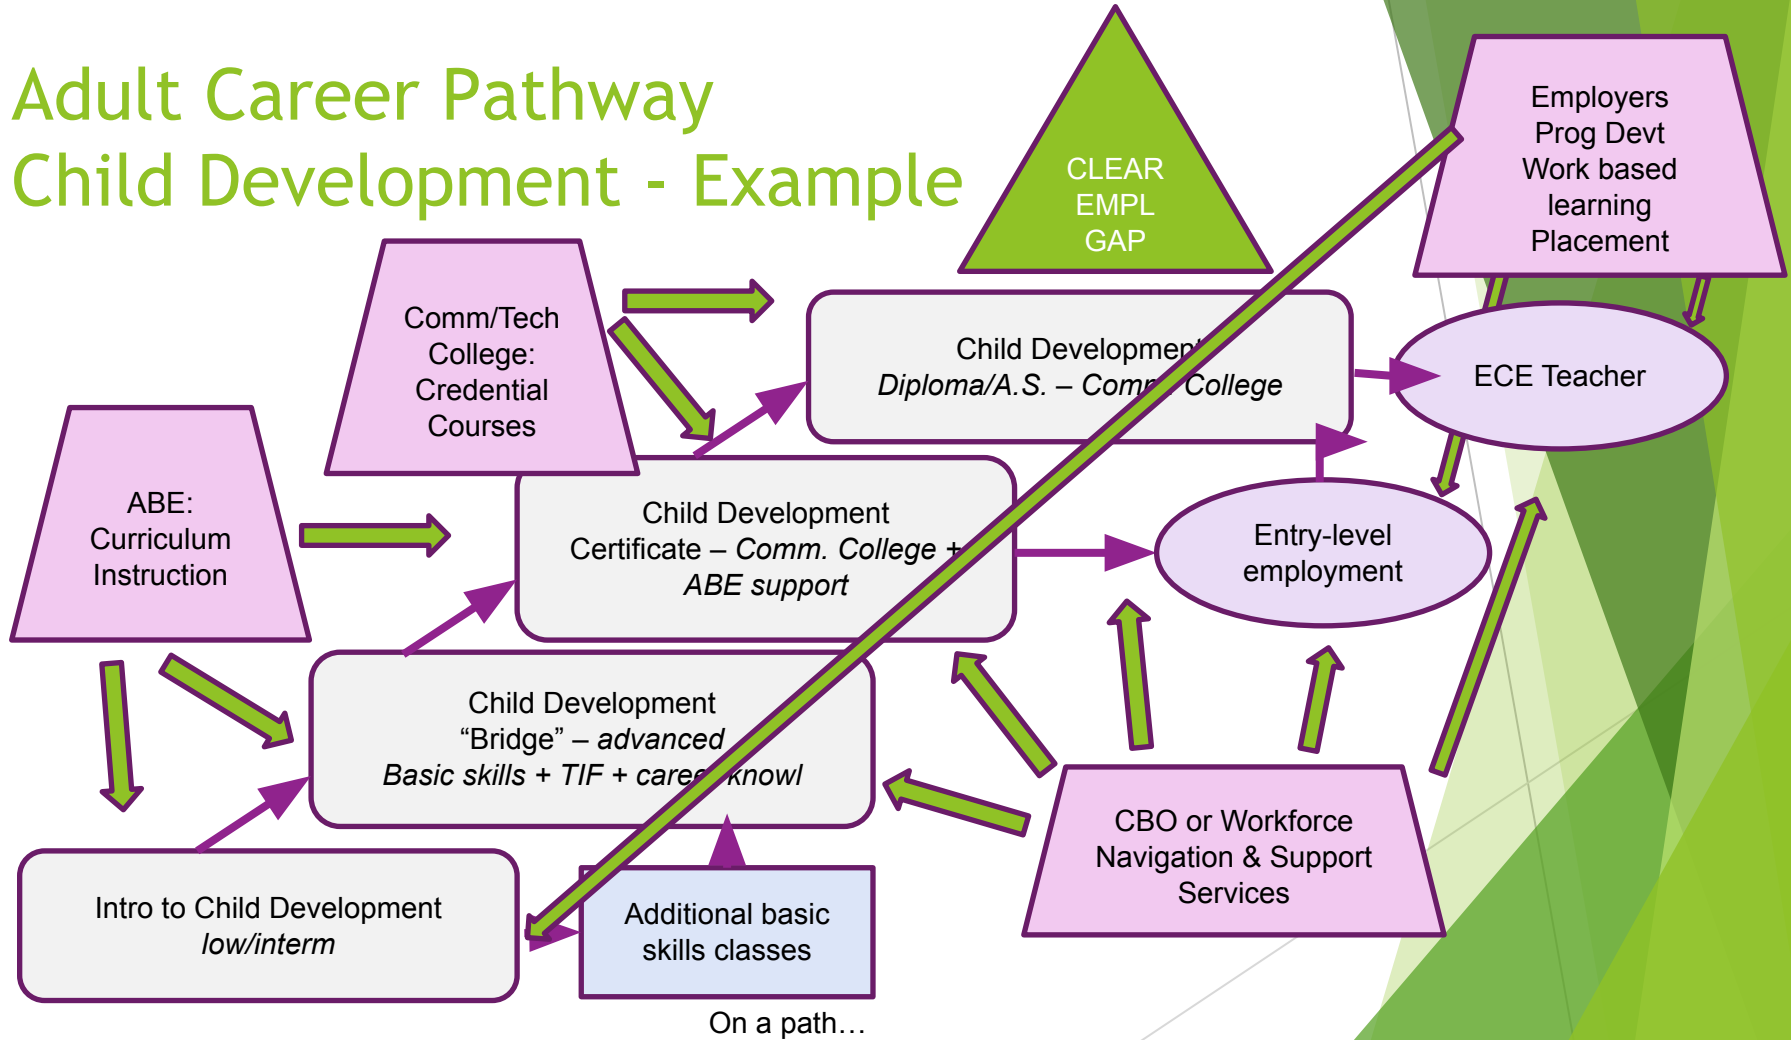 Adult Career Pathway
Child Development - Example
CLEAR
EMPL
GAP
Employers
Prog Devt
Work based
learning
Placement
Comm/Tech
College:
Credential
Courses
Child Development
Diploma/A.S. – Comm. College
ECE Teacher
ABE:
Curriculum
Instruction
Child Development
Certificate – Comm. College +
ABE support
Entry-level
employment
Child Development
“Bridge” – advanced
Basic skills + TIF + career knowl
CBO or Workforce
Navigation & Support
Services
Intro to Child Development
low/interm
Additional basic
skills classes
On a path…